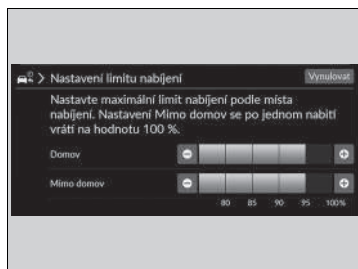 Nastavení limitu nabíjení
Vynulovat
Nastavte maximální limit nabíjení podle místa
nabíjení. Nastavení Mimo domov se po jednom nabití
vrátí na hodnotu 100 %.
Domov
Mimo domov
80 85 90 95 100%